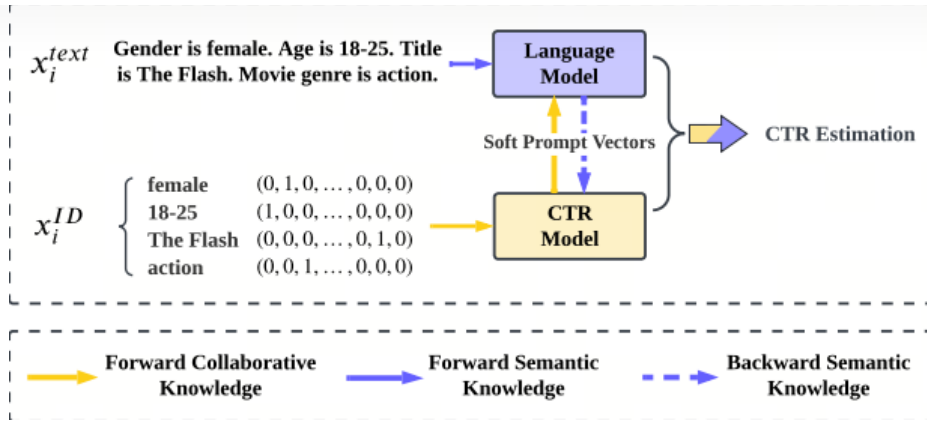 x_i^{text}
Gender is female. Age is 18-25. Title
is The Flash. Movie genre is action.
Language
Model
Soft Prompt Vectors
CTR Estimation
x_i^{ID}
female (0, 1, 0, … , 0, 0, 0)
18-25 (1, 0, 0, … , 0, 0, 0)
The Flash (0, 0, 0, … , 0, 1, 0)
action (0, 0, 1, … , 0, 0, 0)
CTR
Model
Forward Collaborative
Knowledge
Forward Semantic
Knowledge
Backward Semantic
Knowledge